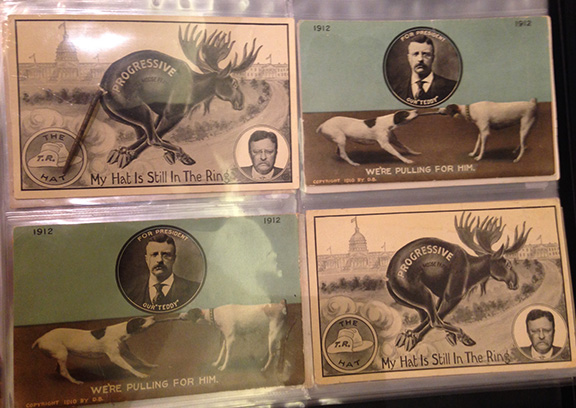 PROGRESSIVE
THE
T.R.
HAT
My Hat Is Still In The Ring
1912
1912
FOR PRESIDENT
OUR "TEDDY"
WE'RE PULLING FOR HIM.
COPYRIGHT 1912 BY D.G.
1912
1912
FOR PRESIDENT
OUR "TEDDY"
WE'RE PULLING FOR HIM.
PROGRESSIVE
THE
T.R.
HAT
My Hat Is Still In The Ring